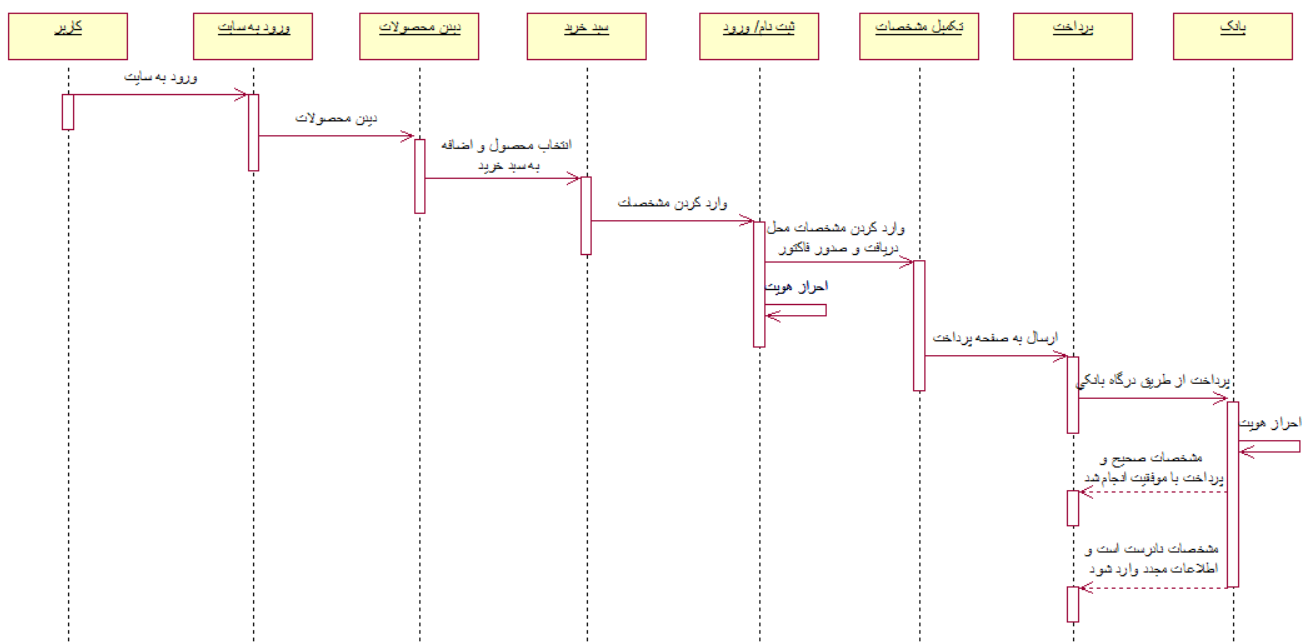 کاربر
ورود به سایت
دیدن محصولات
سبد خرید
ثبت نام/ ورود
تکمیل مشخصات
پرداخت
بانک
ورود به سایت
دیدن محصولات
انتخاب محصول و اضافه
به سبد خرید
وارد کردن مشخصات
وارد کردن مشخصات محل
دریافت و صدور فاکتور
احراز هویت
ارسال به صفحه پرداخت
پرداخت از طریق درگاه بانکی
احراز هویت
مشخصات صحیح و
پرداخت با موفقیت انجام شد
مشخصات نادرست است و
اطلاعات مجدد وارد شود